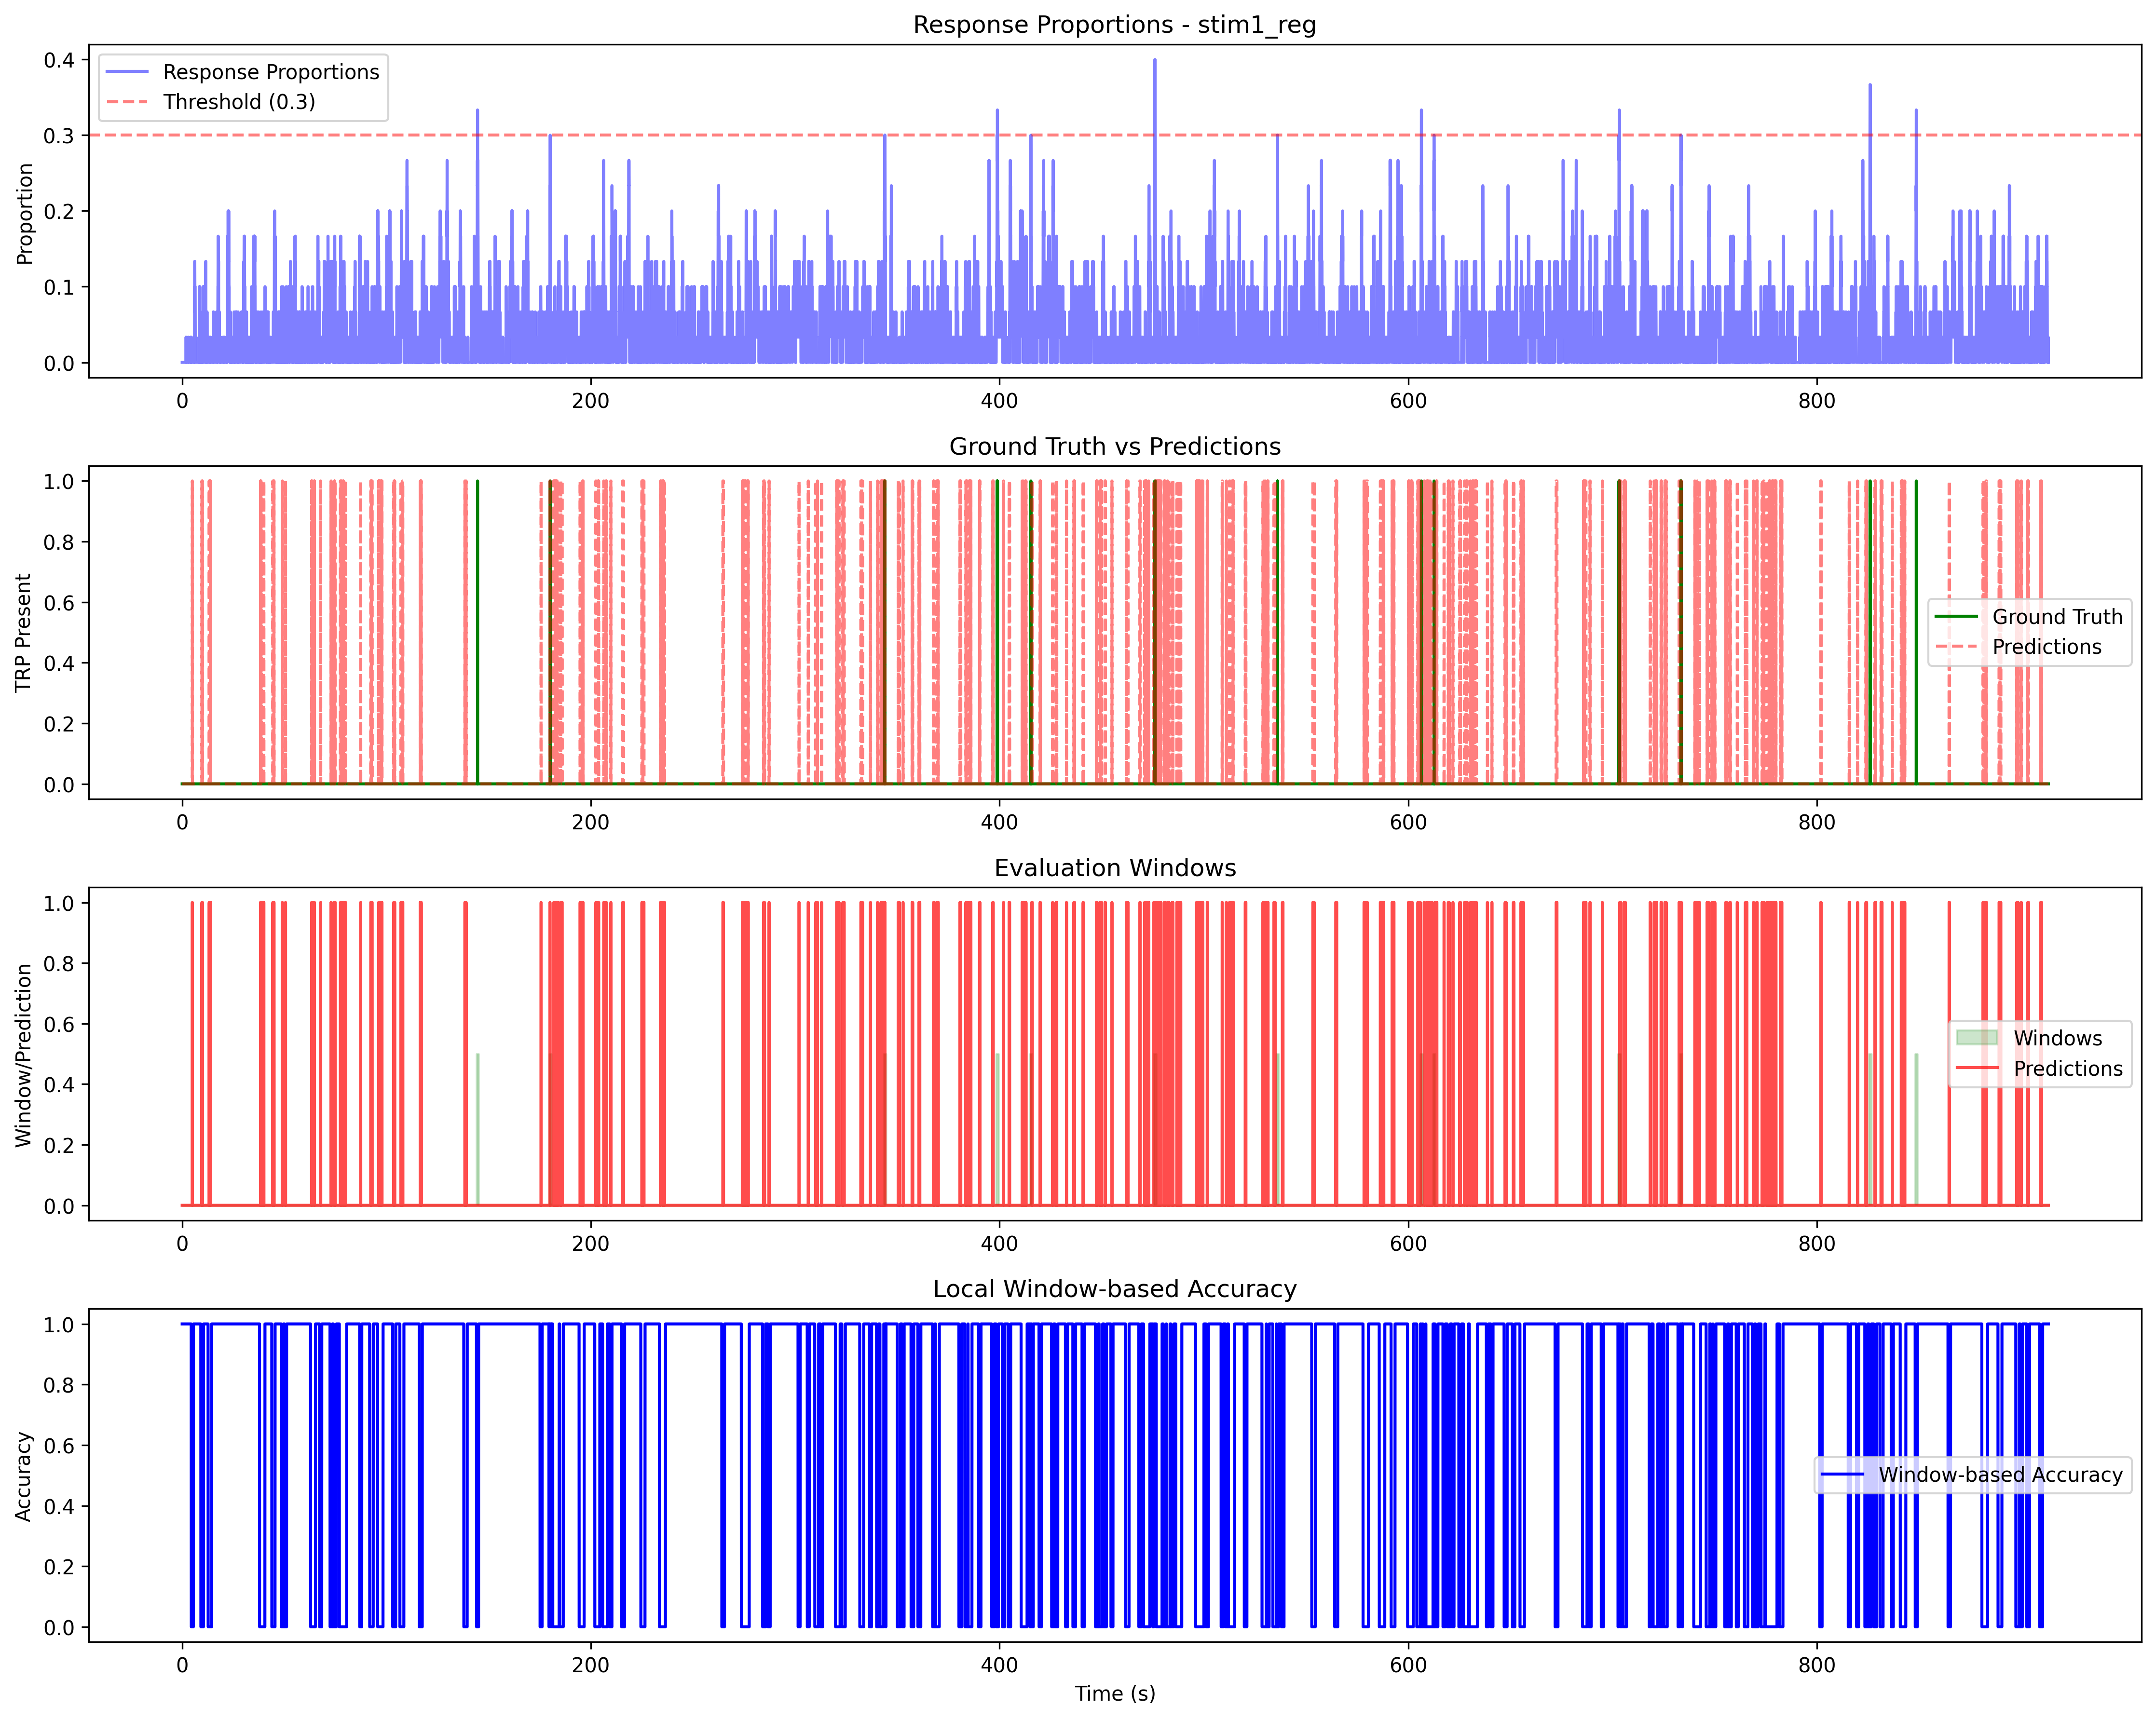 Response Proportions - stim1_reg
Response Proportions
Threshold (0.3)
Proportion
0.4
0.3
0.2
0.1
0.0
0 200 400 600 800
Ground Truth vs Predictions
Ground Truth
Predictions
TRP Present
1.0
0.8
0.6
0.4
0.2
0.0
0 200 400 600 800
Evaluation Windows
Windows
Predictions
Window/Prediction
1.0
0.8
0.6
0.4
0.2
0.0
0 200 400 600 800
Local Window-based Accuracy
Window-based Accuracy
Accuracy
1.0
0.8
0.6
0.4
0.2
0.0
0 200 400 600 800
Time (s)